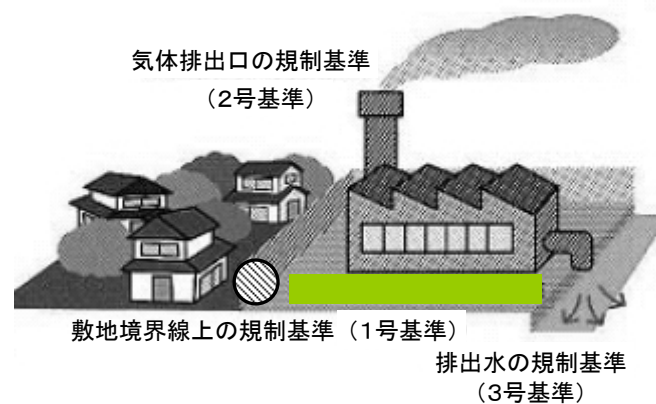 気体排出口の規制基準
（２号基準）
敷地境界線上の規制基準（１号基準）
排出水の規制基準
（３号基準）